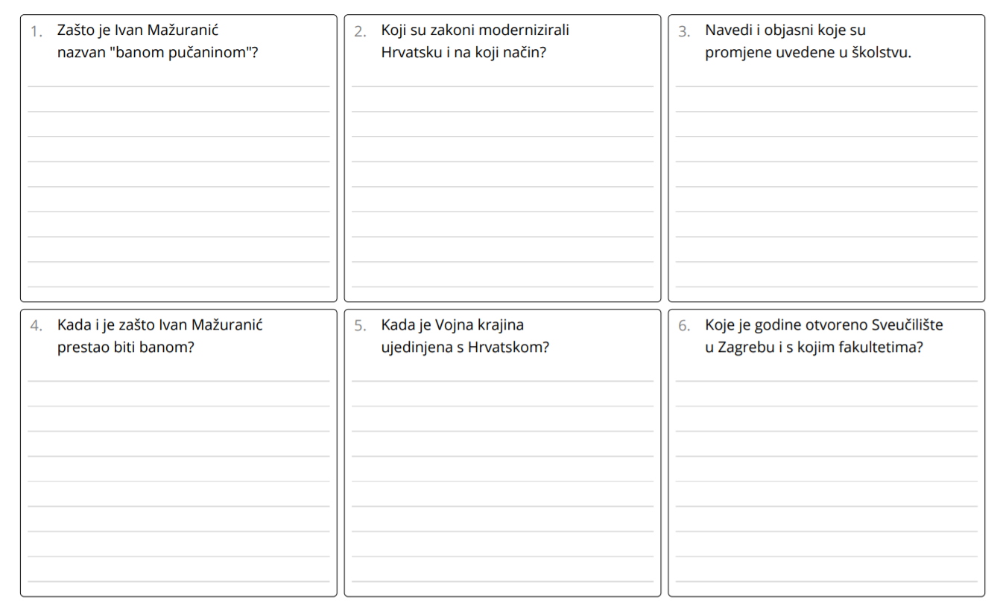 1. Zašto je Ivan Mažuranić
nazvan "banom pučaninom"?
2. Koji su zakoni modernizirali
Hrvatsku i na koji način?
3. Navedi i objasni koje su
promjene uvedene u školstvu.
4. Kada i je zašto Ivan Mažuranić
prestao biti banom?
5. Kada je Vojna krajina
ujedinjena s Hrvatskom?
6. Koje je godine otvoreno Sveučilište
u Zagrebu i s kojim fakultetima?